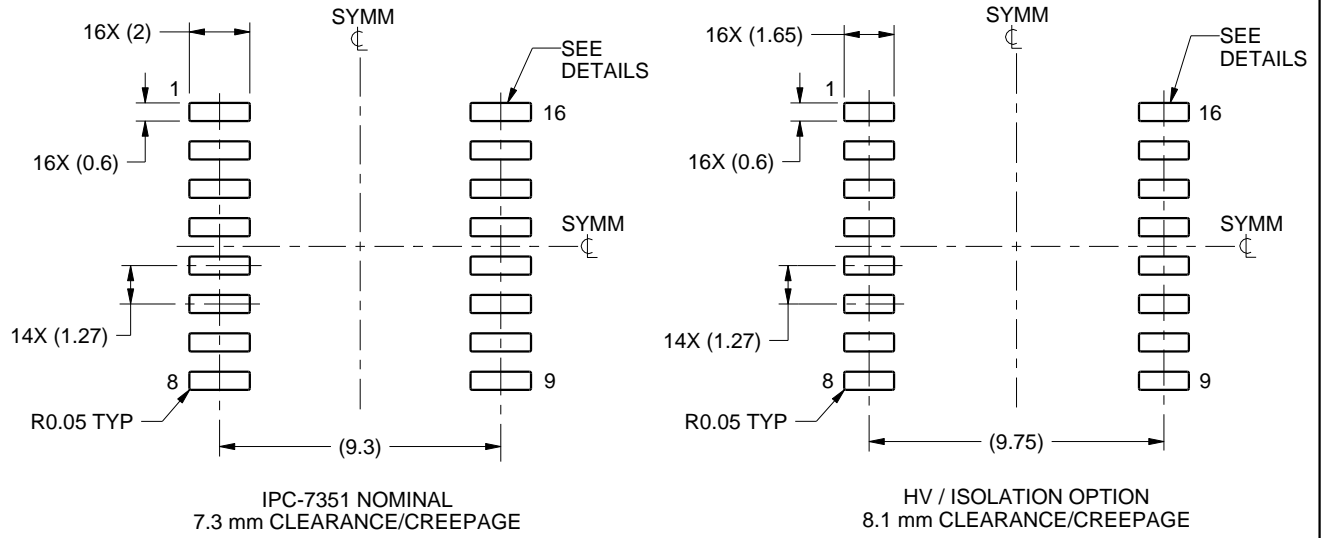 SYMM
16X (2)
SEE
DETAILS
1
16
16X (0.6)
SYMM
14X (1.27)
8
9
R0.05 TYP
(9.3)
IPC-7351 NOMINAL
7.3 mm CLEARANCE/CREEPAGE
SYMM
16X (1.65)
SEE
DETAILS
1
16
16X (0.6)
SYMM
14X (1.27)
8
9
R0.05 TYP
(9.75)
HV / ISOLATION OPTION
8.1 mm CLEARANCE/CREEPAGE